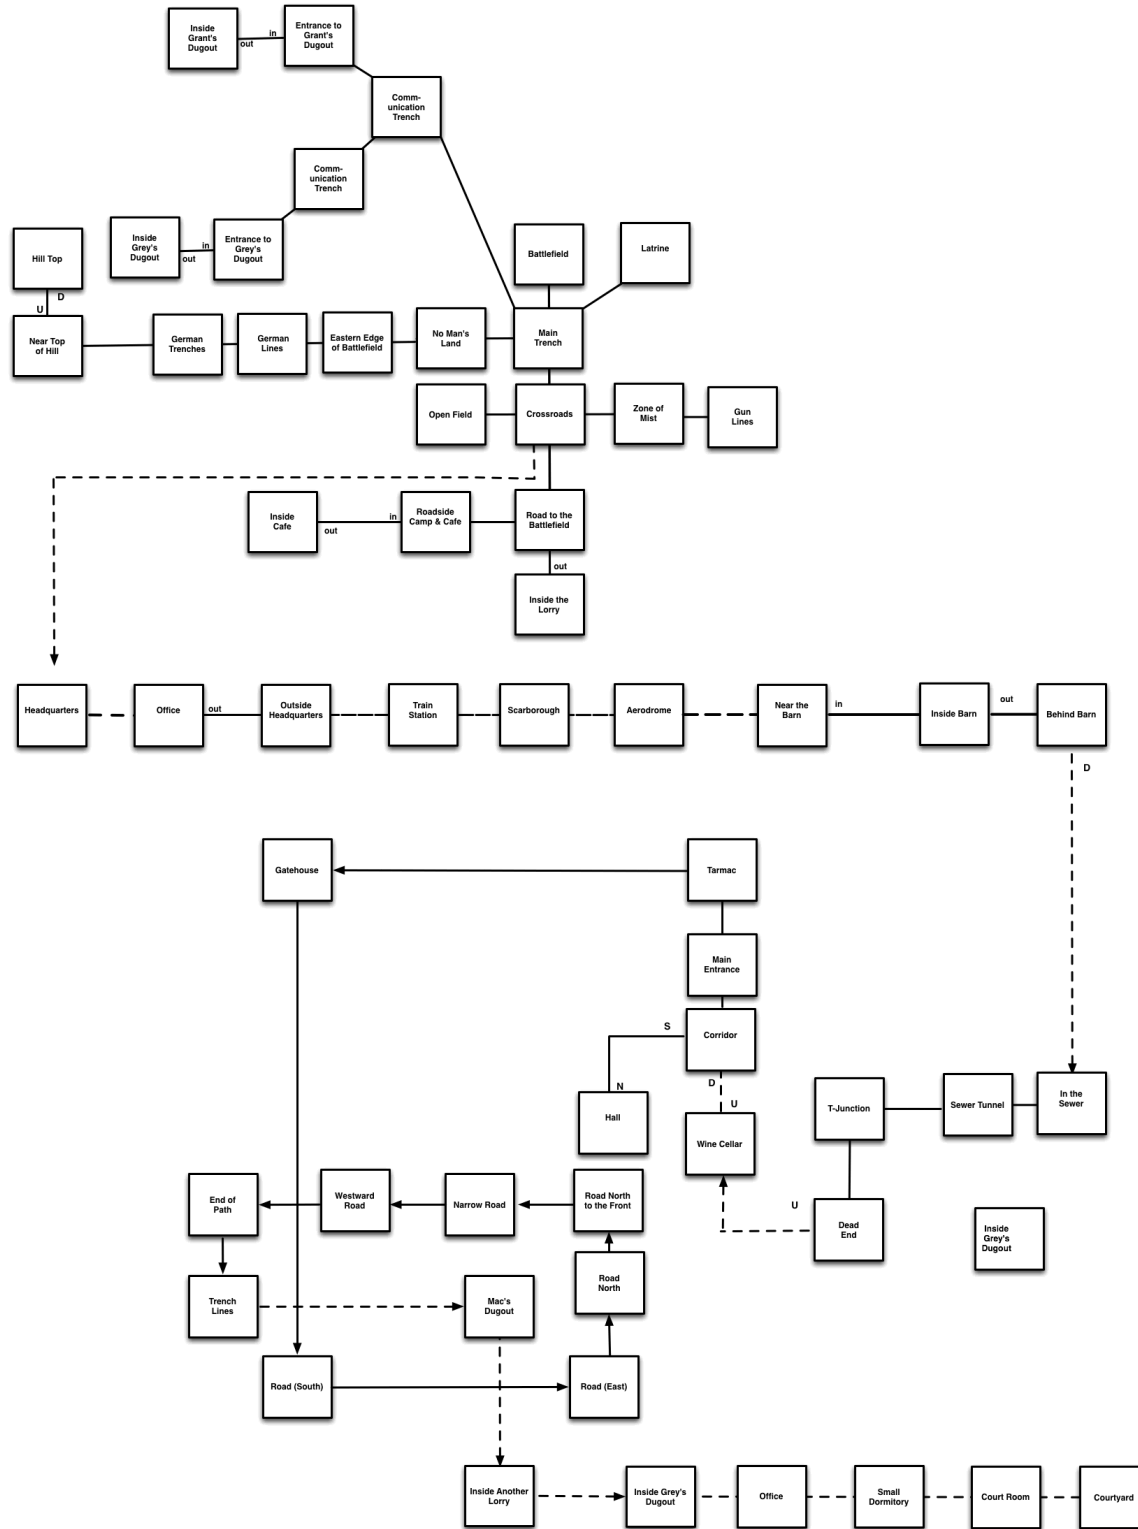 Inside
Grant's
Dugout
in
out
Entrance to
Grant's
Dugout
Comm-
unication
Trench
Comm-
unication
Trench
Inside
Grey's
Dugout
in
out
Entrance to
Grey's
Dugout
Battlefield
Latrine
Hill Top
D
U
Near Top
of Hill
German
Trenches
German
Lines
Eastern Edge
of Battlefield
No Man's
Land
Main
Trench
Open Field
Crossroads
Zone of
Mist
Gun
Lines
Inside
Cafe
in
out
Roadside
Camp & Cafe
Road to the
Battlefield
out
Inside the
Lorry
Headquarters
Office
out
Outside
Headquarters
Train
Station
Scarborough
Aerodrome
Near the
Barn
in
Inside Barn
out
Behind Barn
D
Gatehouse
Tarmac
Main
Entrance
Corridor
S
N
Hall
D
U
Wine Cellar
T-Junction
Sewer Tunnel
In the
Sewer
U
Dead
End
Inside
Grey's
Dugout
End of
Path
Westward
Road
Narrow Road
Road North
to the Front
Road
North
Trench
Lines
Mac's
Dugout
Road (South)
Road (East)
Inside Another
Lorry
Inside Grey's
Dugout
Office
Small
Dormitory
Court Room
Courtyard